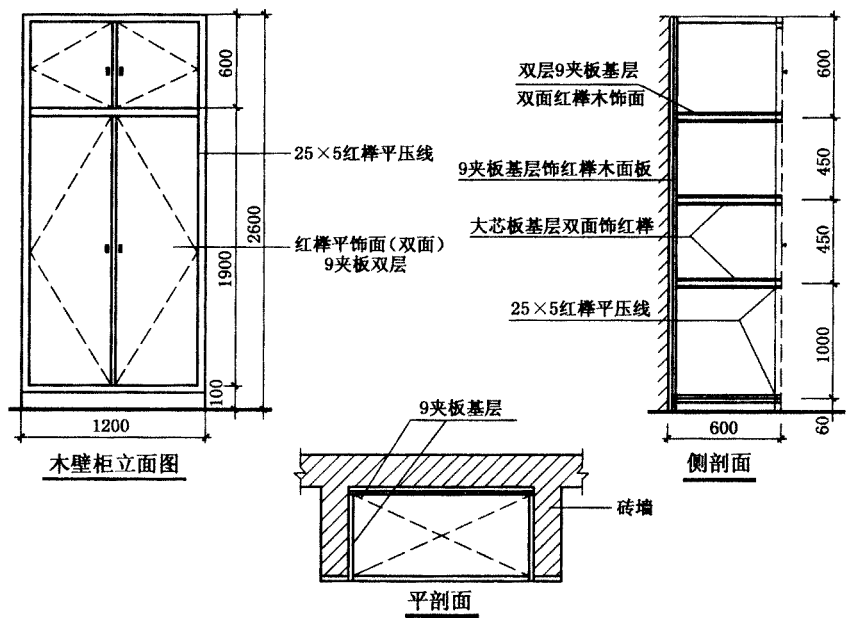 600
25×5红榉平压线
2600
红榉平饰面（双面）
9夹板双层
1900
100
1200
木壁柜立面图
双层9夹板基层
双面红榉木饰面
9夹板基层饰红榉木面板
大芯板基层双面饰红榉
25×5红榉平压线
600
450
450
1000
60
600
侧剖面
9夹板基层
砖墙
平剖面